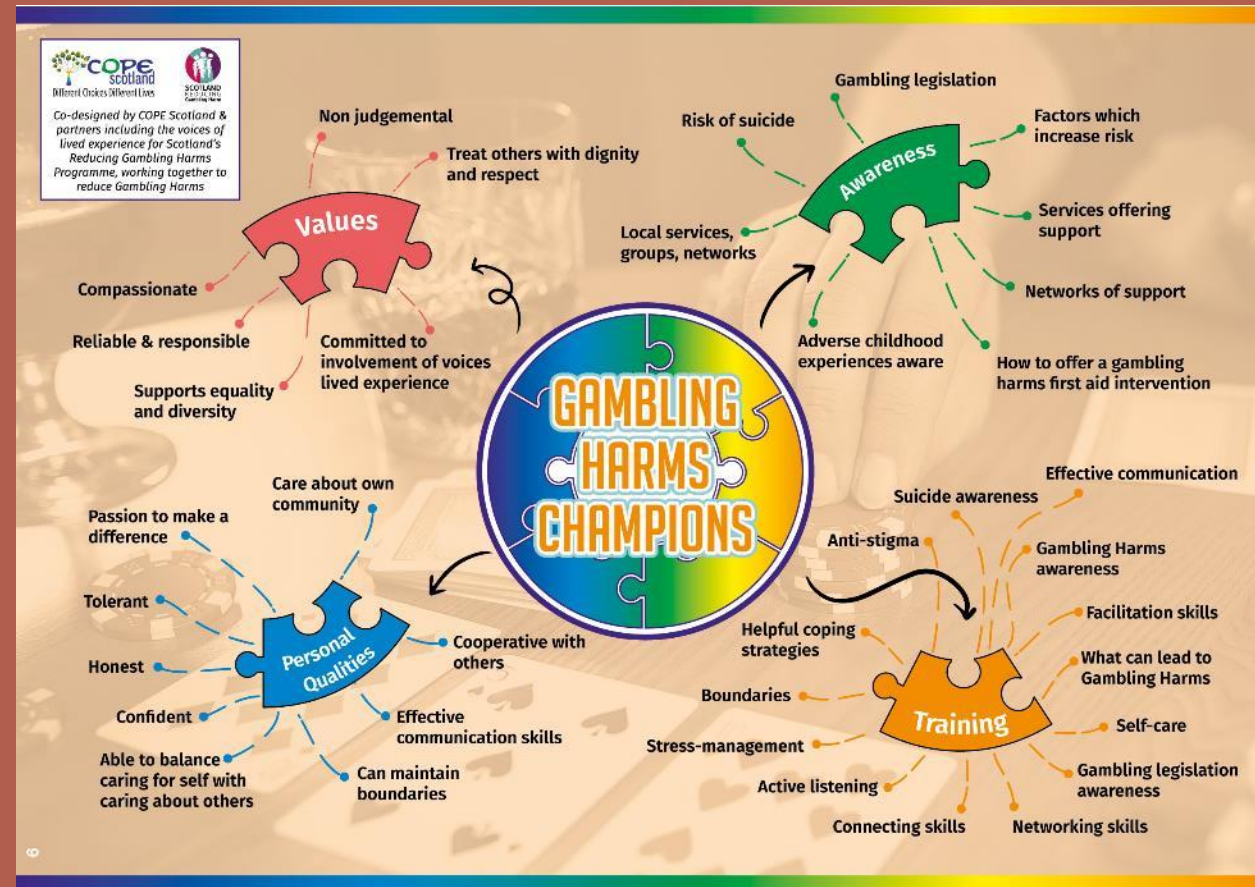 COPE
scotland
Different Choices Different Lives
SCOTLAND
REDUCING
Gambling Harm
Co-designed by COPE Scotland &
partners including the voices of
lived experience for Scotland's
Reducing Gambling Harms
Programme, working together to
reduce Gambling Harms
Values
Non judgemental
Treat others with dignity
and respect
Compassionate
Reliable & responsible
Supports equality
and diversity
Committed to
involvement of voices
lived experience
Awareness
Gambling legislation
Risk of suicide
Factors which
increase risk
Local services,
groups, networks
Services offering
support
Networks of support
Adverse childhood
experiences aware
How to offer a gambling
harms first aid intervention
GAMBLING
HARMS
CHAMPIONS
Personal
Qualities
Care about own
community
Passion to make a
difference
Tolerant
Honest
Confident
Able to balance
caring for self with
caring about others
Can maintain
boundaries
Effective
communication skills
Cooperative with
others
Training
Effective communication
Suicide awareness
Anti-stigma
Gambling Harms
awareness
Facilitation skills
Helpful coping
strategies
What can lead to
Gambling Harms
Boundaries
Self-care
Stress-management
Gambling legislation
awareness
Active listening
Connecting skills
Networking skills